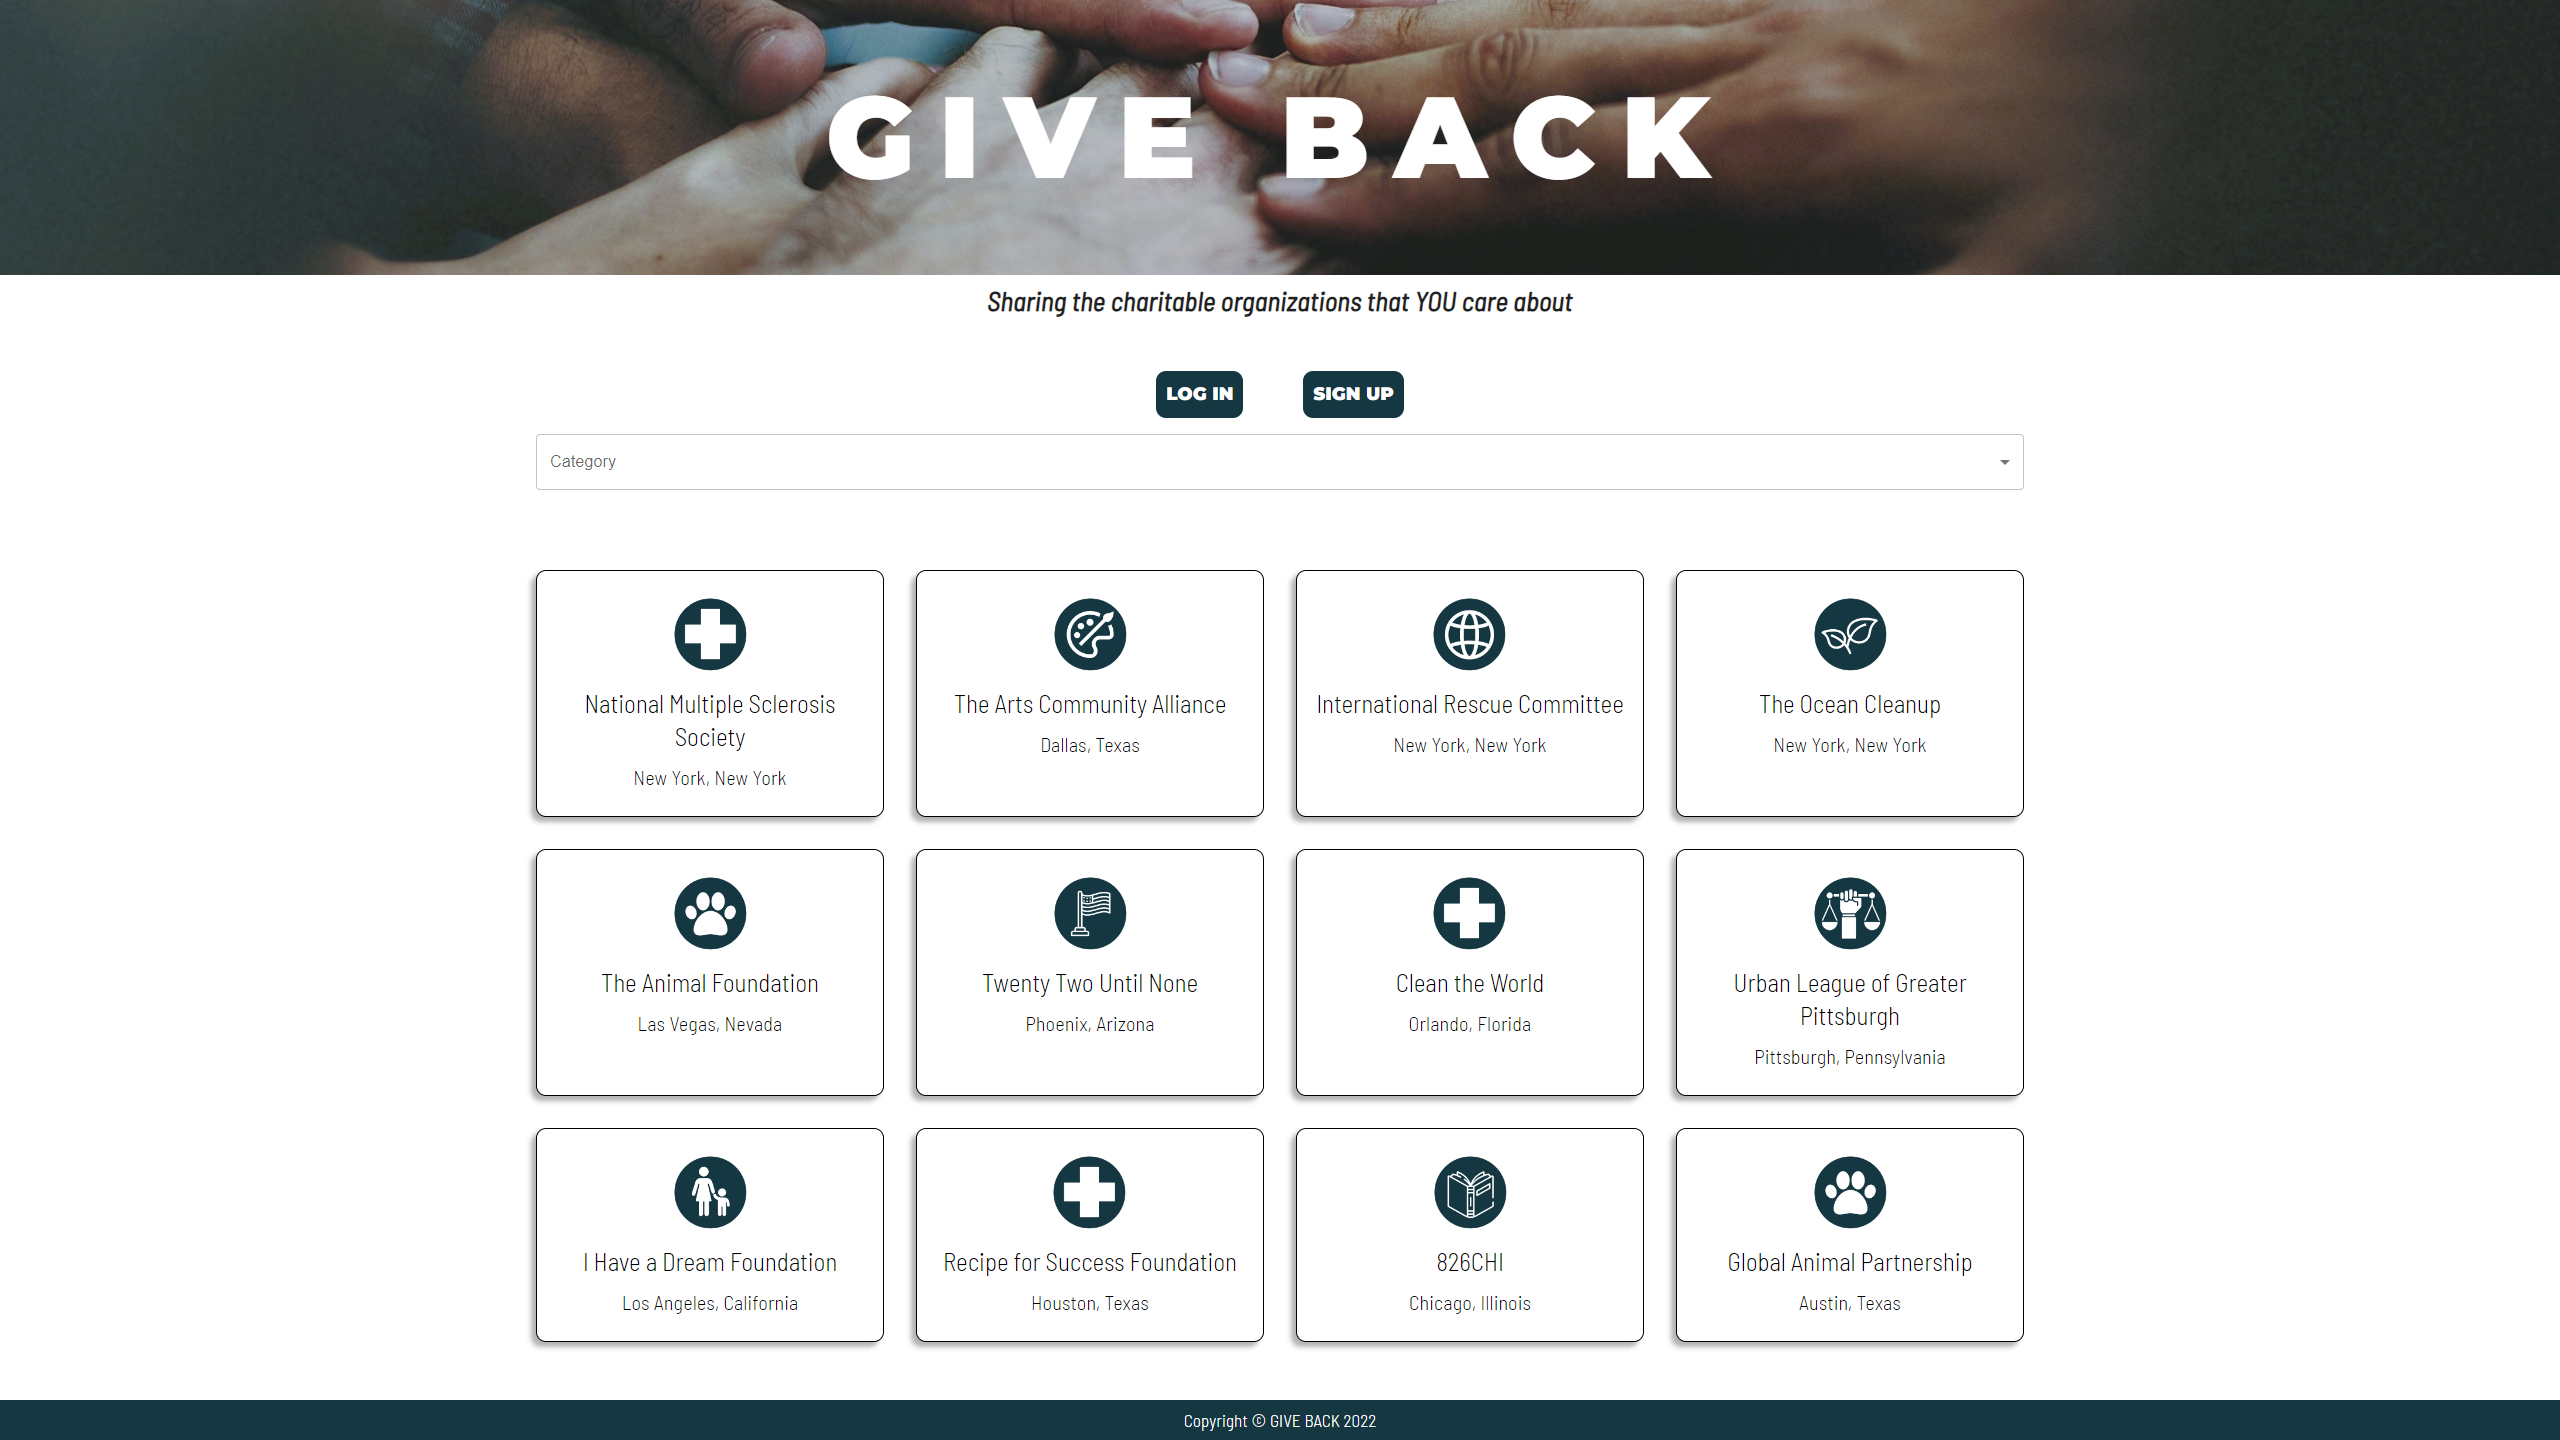 GIVE BACK
Sharing the charitable organizations that YOU care about
LOG IN
SIGN UP
Category
National Multiple Sclerosis
Society
New York, New York
The Arts Community Alliance
Dallas, Texas
International Rescue Committee
New York, New York
The Ocean Cleanup
New York, New York
The Animal Foundation
Las Vegas, Nevada
Twenty Two Until None
Phoenix, Arizona
Clean the World
Orlando, Florida
Urban League of Greater
Pittsburgh
Pittsburgh, Pennsylvania
I Have a Dream Foundation
Los Angeles, California
Recipe for Success Foundation
Houston, Texas
826CHI
Chicago, Illinois
Global Animal Partnership
Austin, Texas
Copyright © GIVE BACK 2022